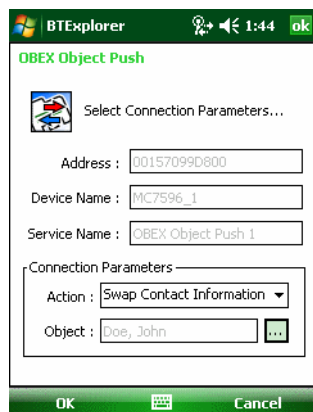 BTExplorer 1:44 ok
OBEX Object Push
Select Connection Parameters...
Address : 00157099D800
Device Name : MC7596_1
Service Name : OBEX Object Push 1
Connection Parameters
Action : Swap Contact Information
Object : Doe, John ...
OK Cancel